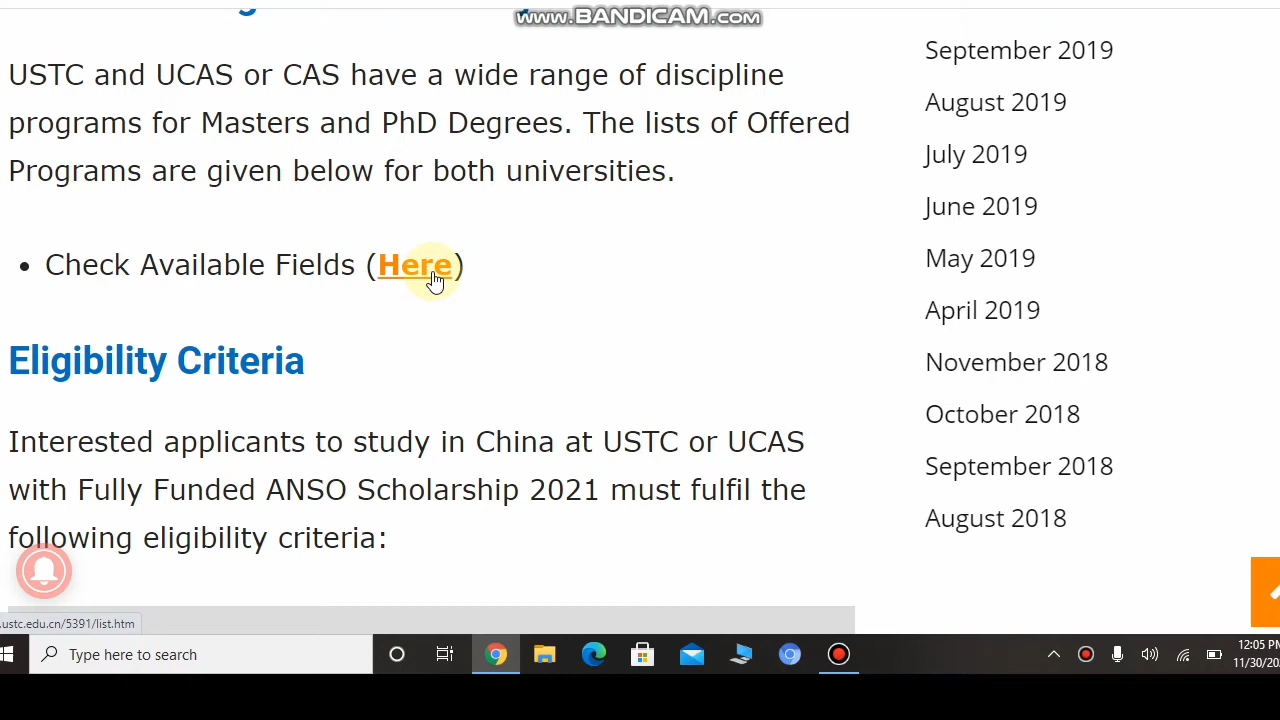 www.BANDICAM.com
USTC and UCAS or CAS have a wide range of discipline
programs for Masters and PhD Degrees. The lists of Offered
Programs are given below for both universities.
• Check Available Fields (Here)
Eligibility Criteria
Interested applicants to study in China at USTC or UCAS
with Fully Funded ANSO Scholarship 2021 must fulfil the
following eligibility criteria:
September 2019
August 2019
July 2019
June 2019
May 2019
April 2019
November 2018
October 2018
September 2018
August 2018
.ustc.edu.cn/5391/list.htm
Type here to search
12:05 PM
11/30/20